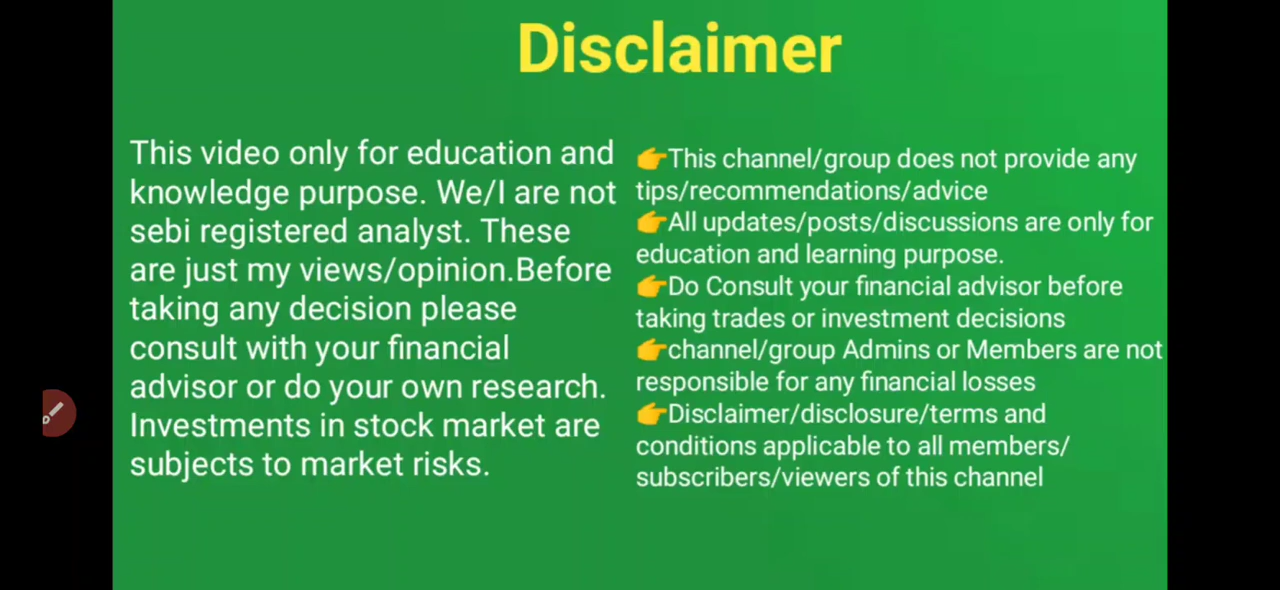 Disclaimer
This video only for education and
knowledge purpose. We/I are not
sebi registered analyst. These
are just my views/opinion.Before
taking any decision please
consult with your financial
advisor or do your own research.
Investments in stock market are
subjects to market risks.
👉This channel/group does not provide any
tips/recommendations/advice
👉All updates/posts/discussions are only for
education and learning purpose.
👉Do Consult your financial advisor before
taking trades or investment decisions
👉channel/group Admins or Members are not
responsible for any financial losses
👉Disclaimer/disclosure/terms and
conditions applicable to all members/
subscribers/viewers of this channel